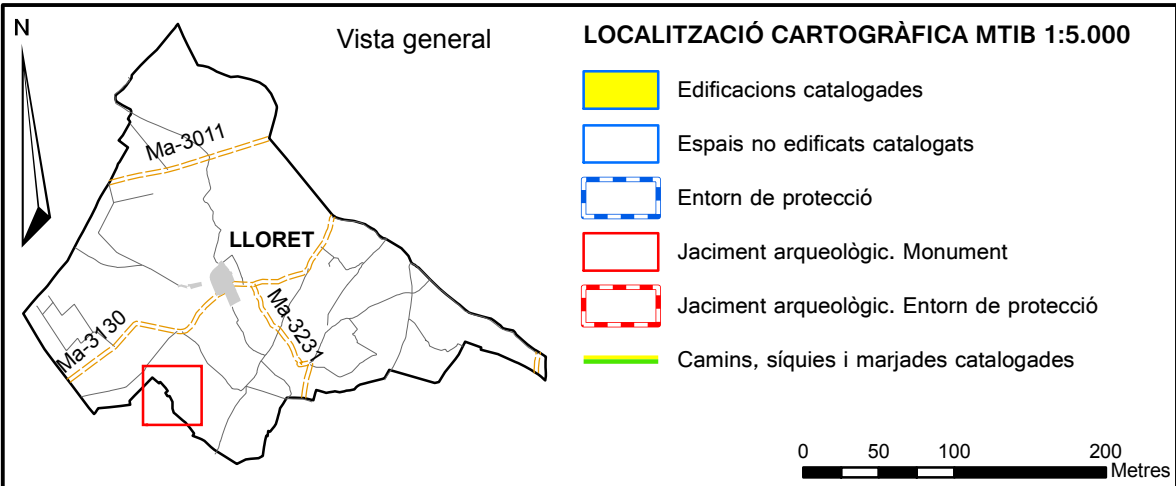 N
Vista general
Ma-3011
LLORET
Ma-3130
Ma-3231
LOCALITZACIÓ CARTOGRÀFICA MTIB 1:5.000
Edificacions catalogades
Espais no edificats catalogats
Entorn de protecció
Jaciment arqueològic. Monument
Jaciment arqueològic. Entorn de protecció
Camins, síquies i marjades catalogades
0 50 100 200
Metres